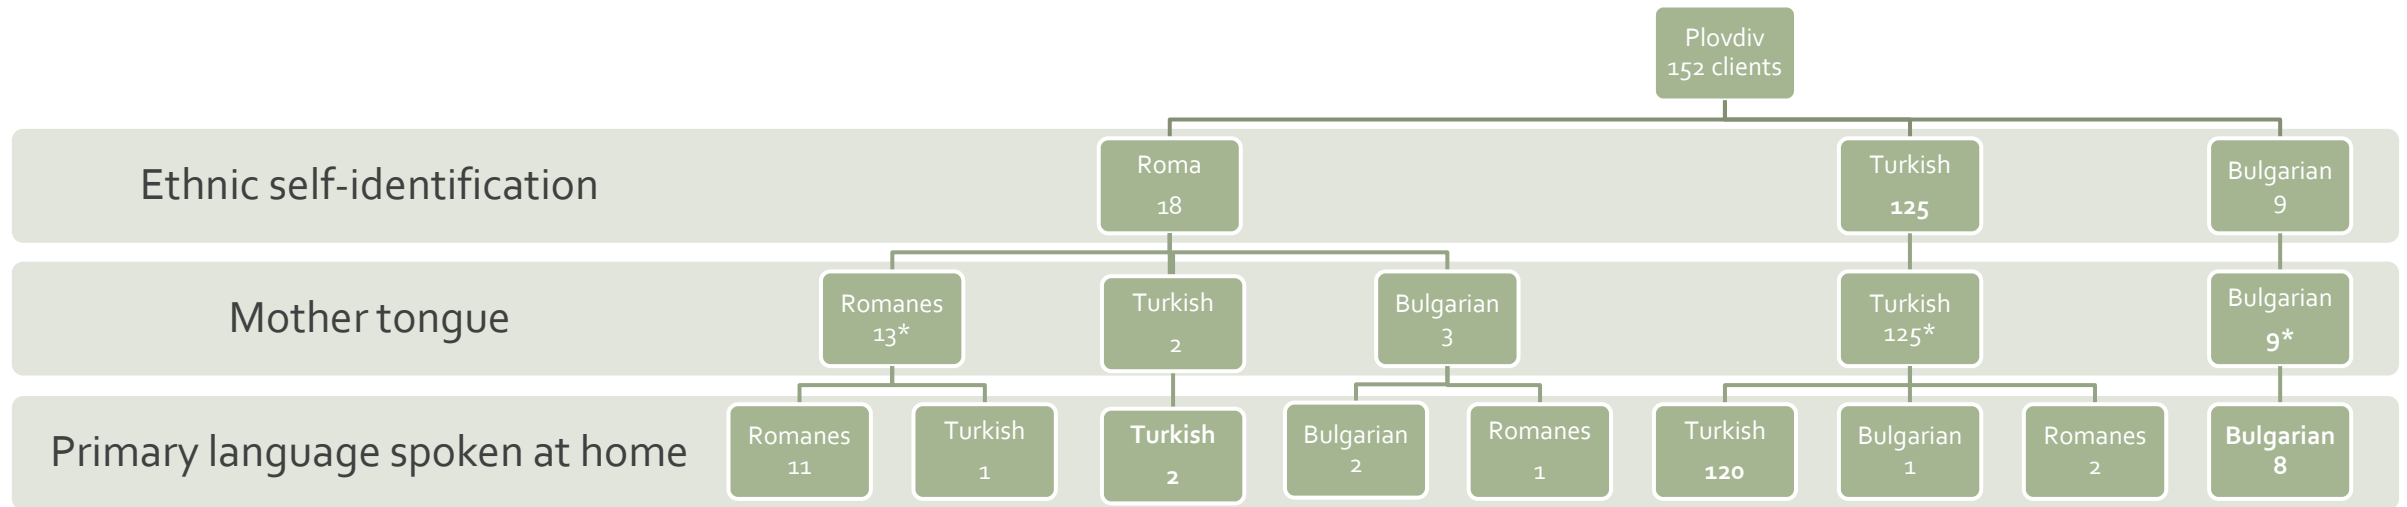 Plovdiv
152 clients
Ethnic self-identification
Roma
18
Turkish
125
Bulgarian
9
Mother tongue
Romanes
13*
Turkish
2
Bulgarian
3
Turkish
125*
Bulgarian
9*
Primary language spoken at home
Romanes
11
Turkish
1
Turkish
2
Bulgarian
2
Romanes
1
Turkish
120
Bulgarian
1
Romanes
2
Bulgarian
8